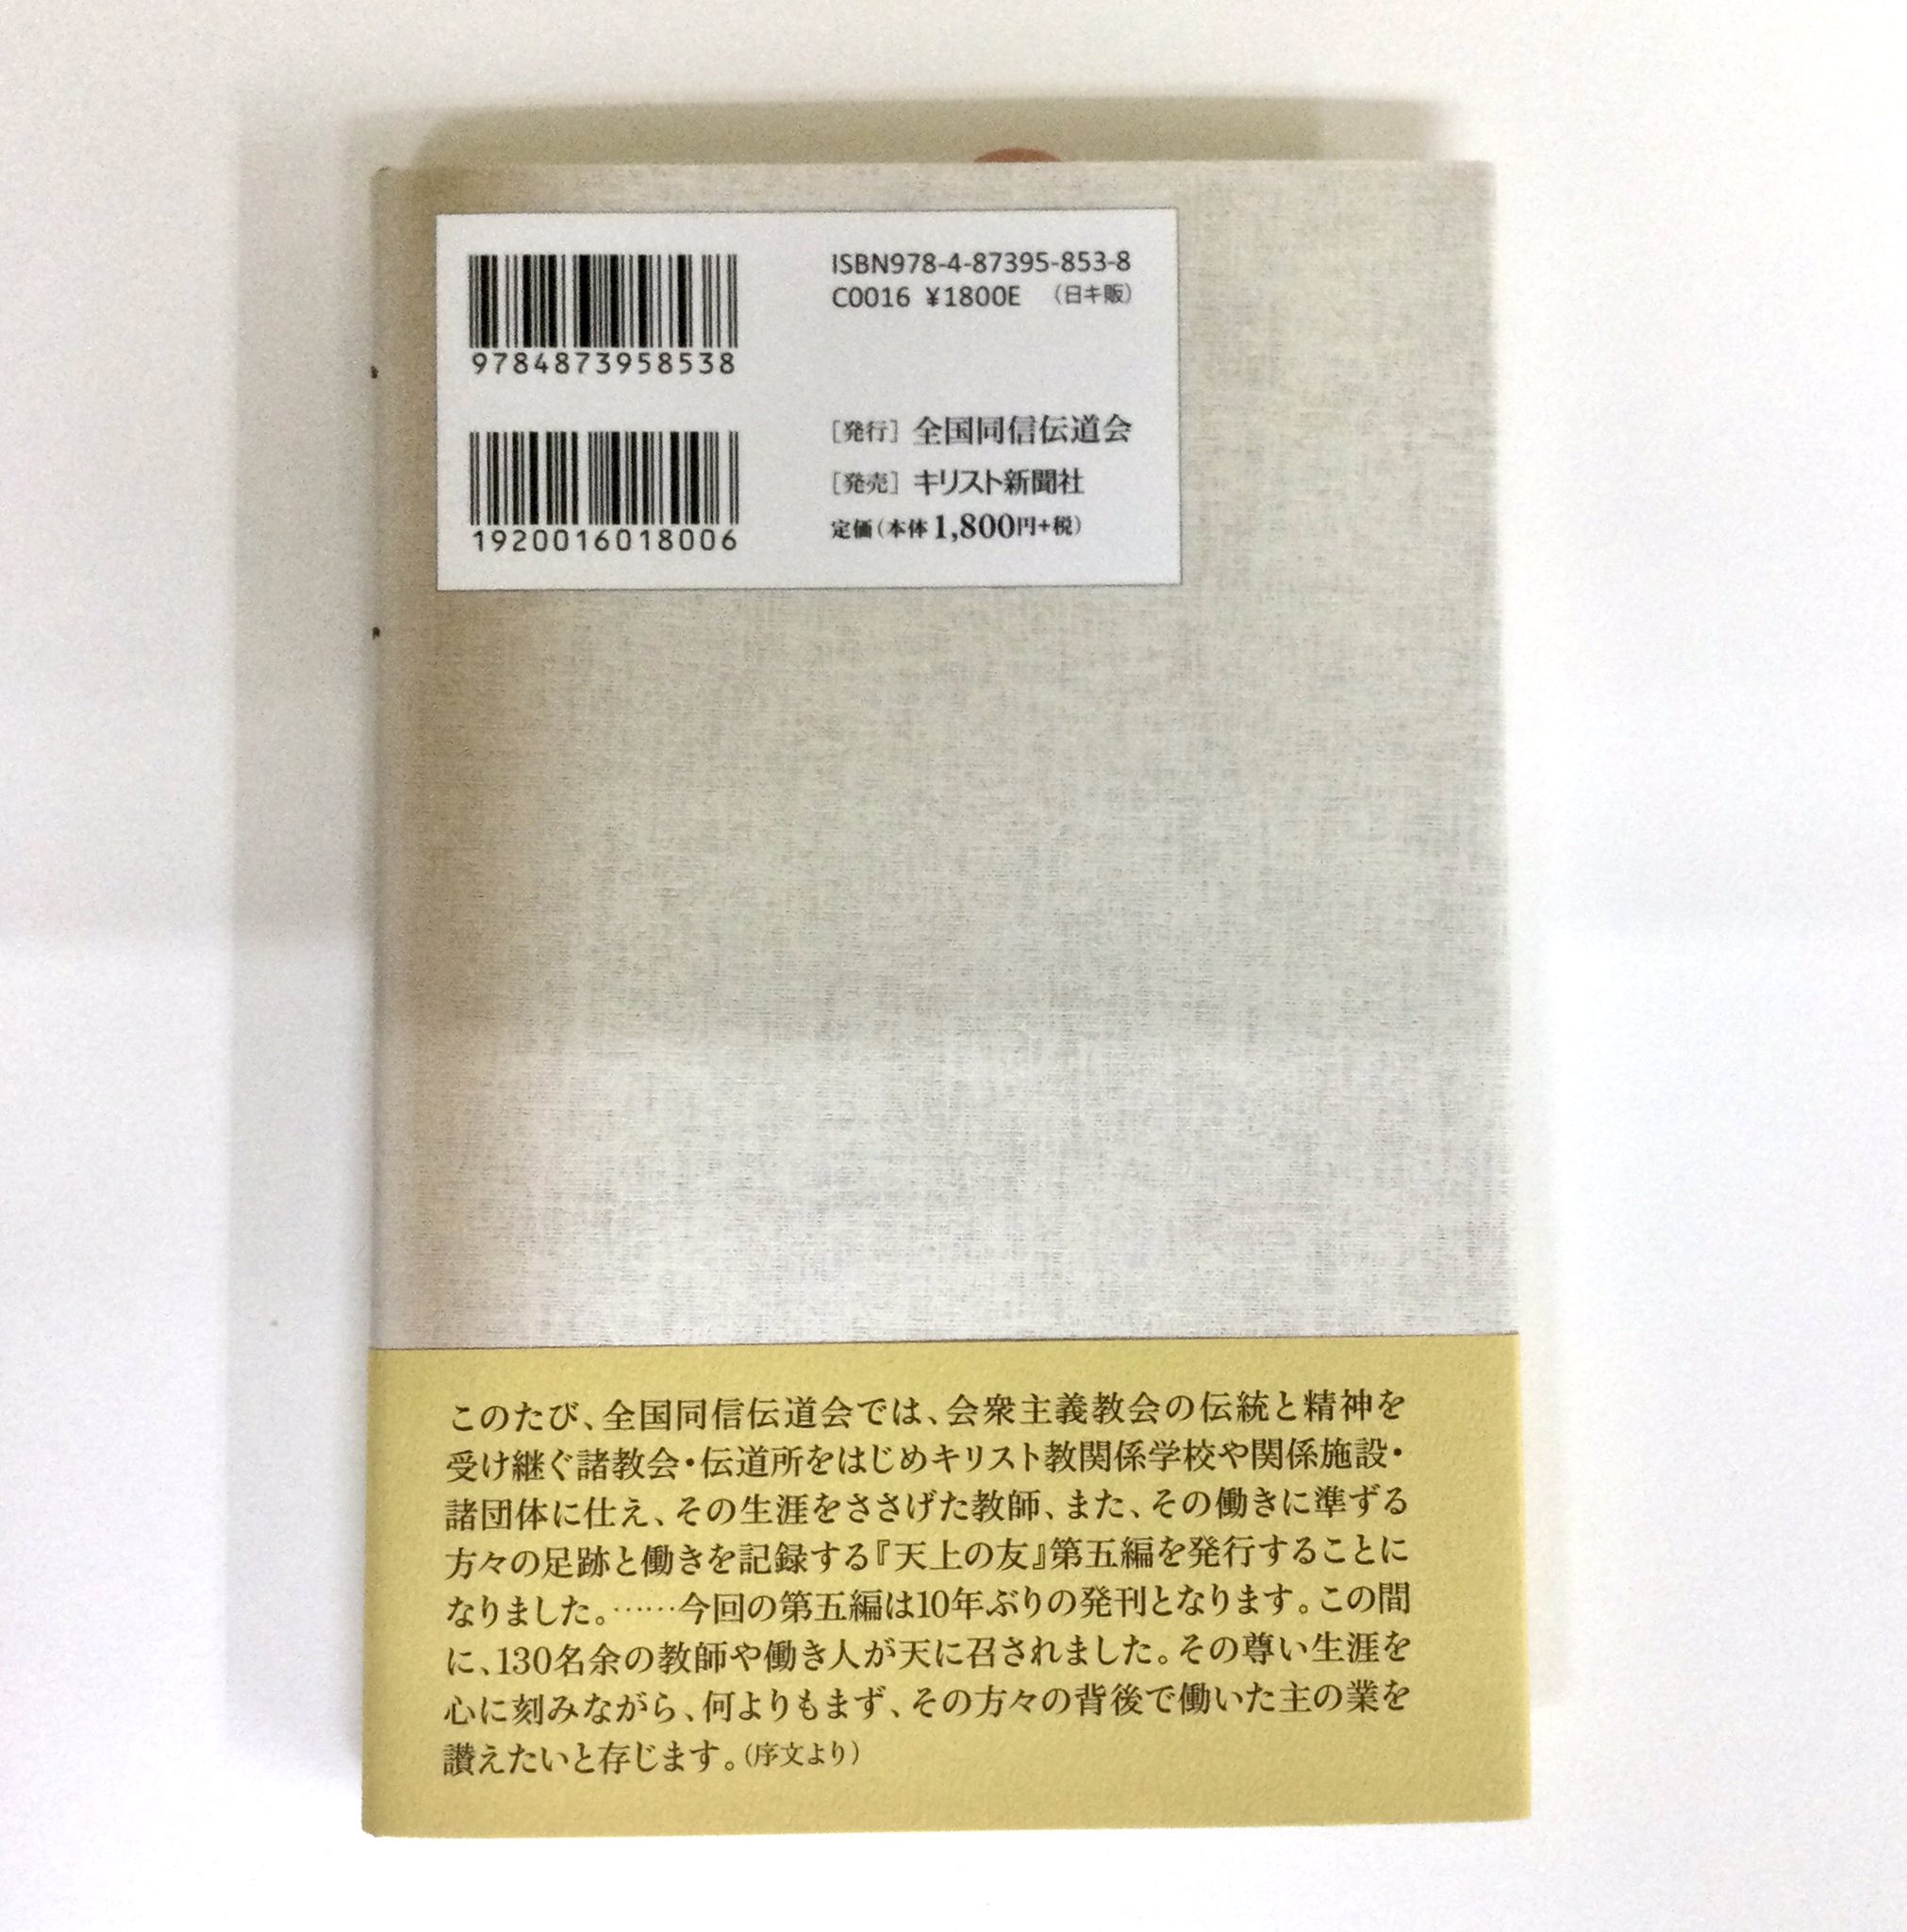 9784873958538
1920016018006
ISBN978-4-87395-853-8
C0016 ¥1800E （日キ販）
［発行］ 全国同信伝道会
［発売］ キリスト新聞社
定価（本体1,800円+税）
このたび、全国同信伝道会では、会衆主義教会の伝統と精神を
受け継ぐ諸教会・伝道所をはじめキリスト教関係学校や関係施設・
諸団体に仕え、その生涯をささげた教師、また、その働きに準ずる
方々の足跡と働きを記録する『天上の友』第五編を発行することに
なりました。……今回の第五編は10年ぶりの発刊となります。この間
に、130名余の教師や働き人が天に召されました。その尊い生涯を
心に刻みながら、何よりもまず、その方々の背後で働いた主の業を
讃えたいと存じます。（序文より）